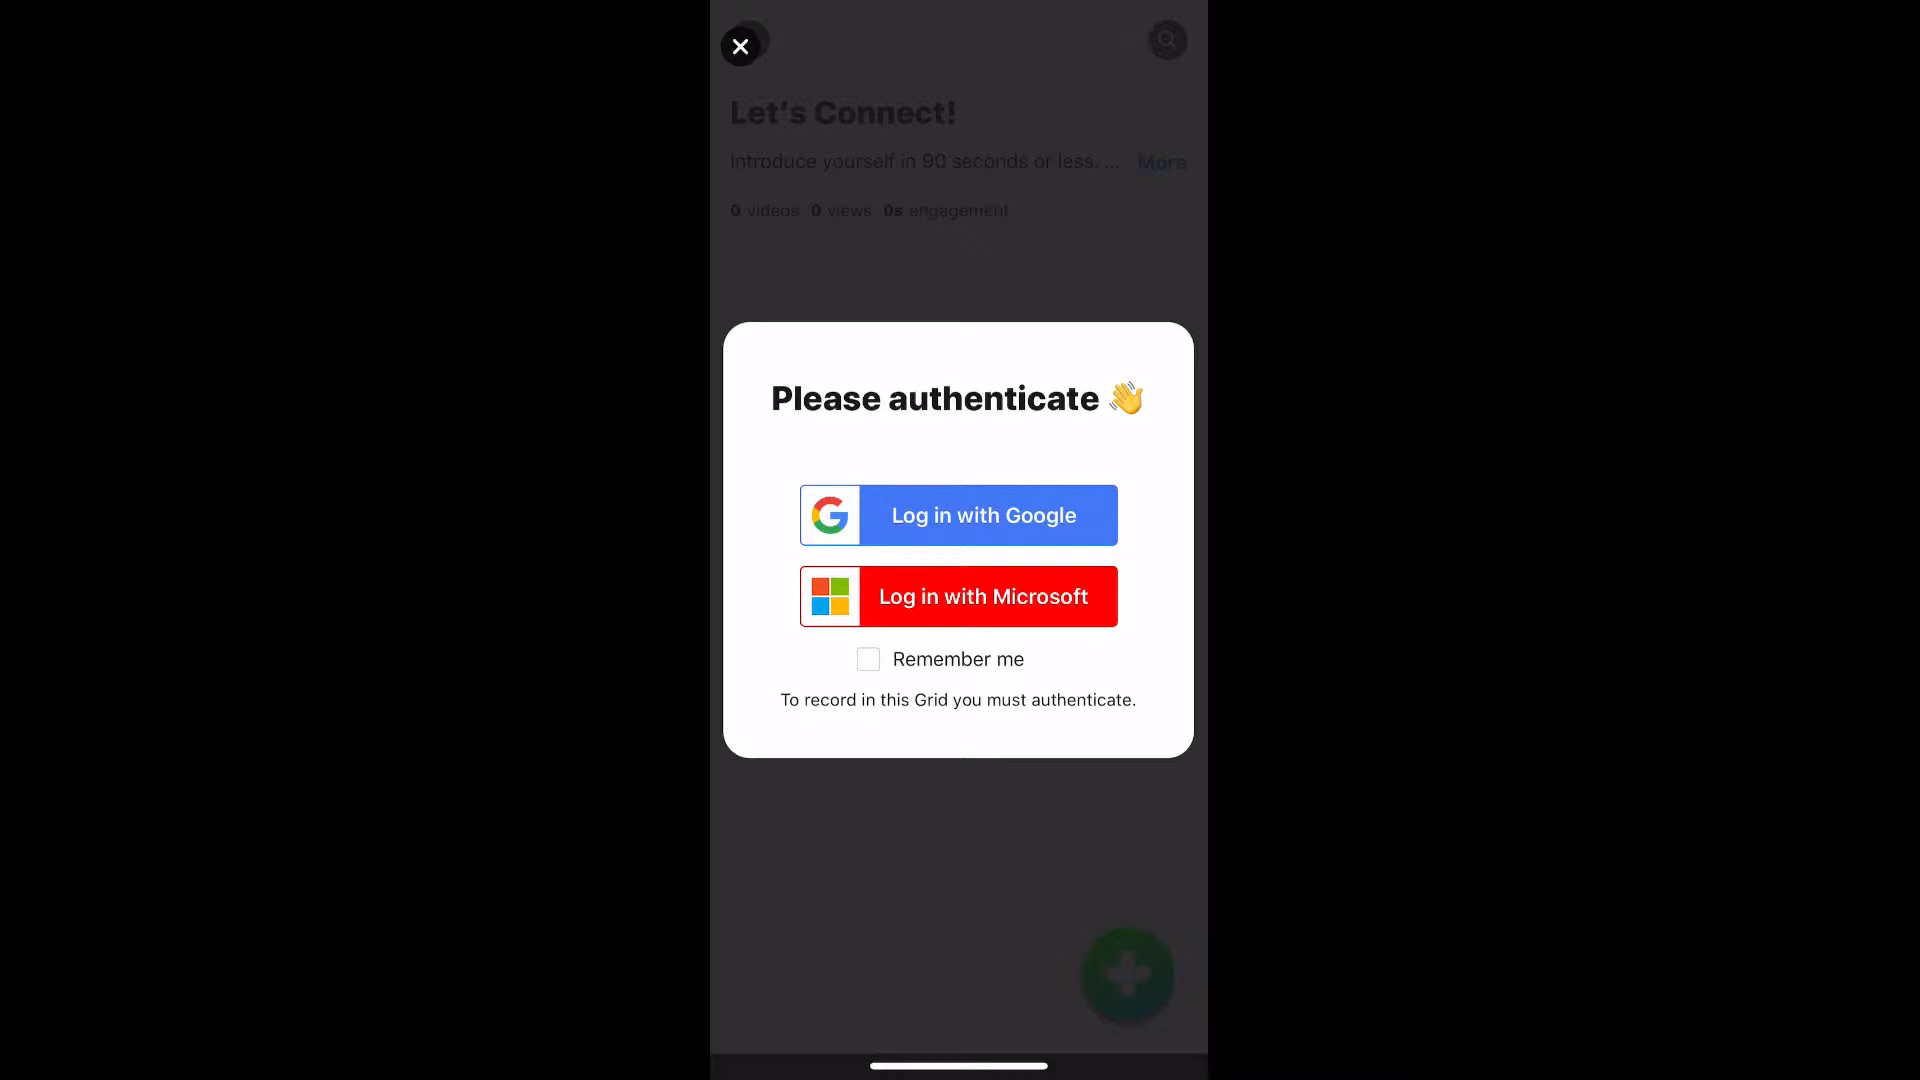 Let's Connect!
Introduce yourself in 90 seconds or less. ... More
0 videos 0 views 0s engagement
Please authenticate 👋
Log in with Google
Log in with Microsoft
Remember me
To record in this Grid you must authenticate.